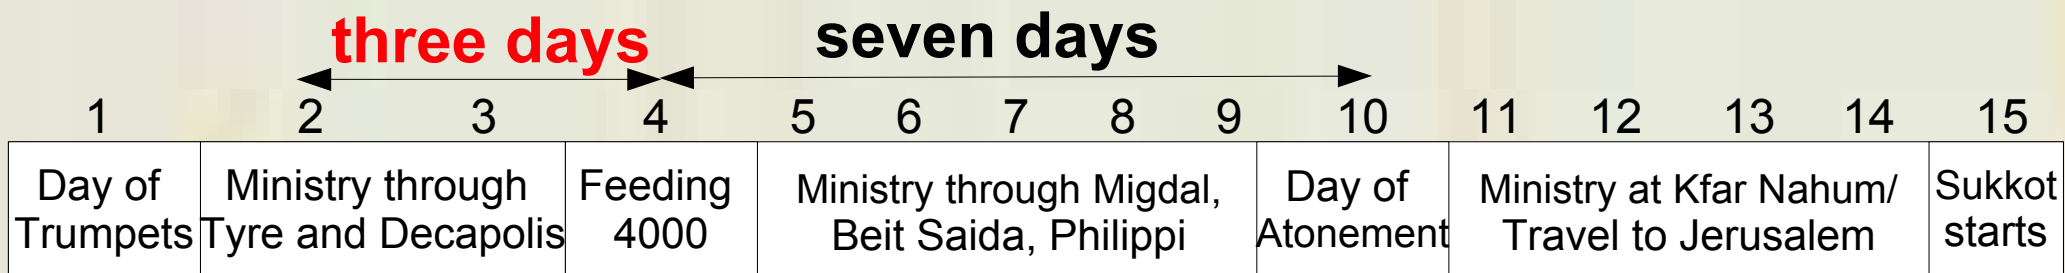 three days seven days
1 2 3 4 5 6 7 8 9 10 11 12 13 14 15
Day of Trumpets
Ministry through Tyre and Decapolis
Feeding 4000
Ministry through Migdal, Beit Saida, Philippi
Day of Atonement
Ministry at Kfar Nahum/ Travel to Jerusalem
Sukkot starts